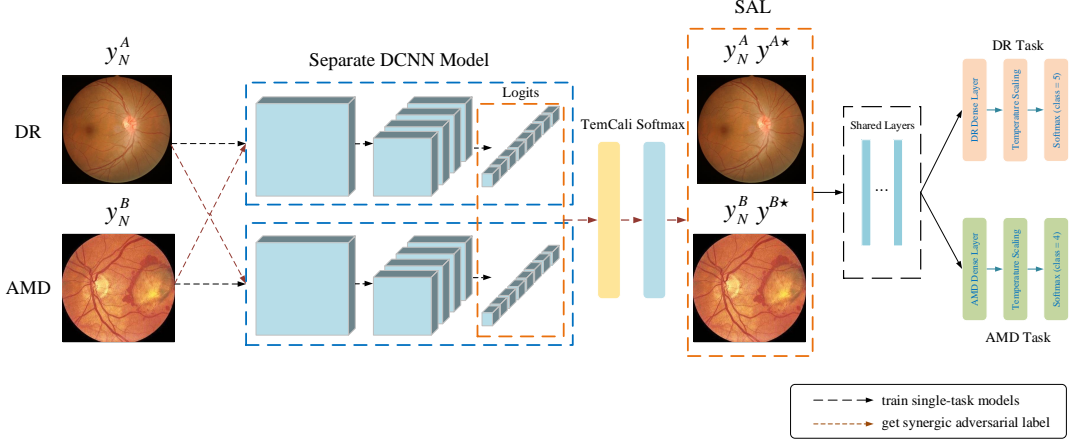 SAL
y_N^A
Separate DCNN Model
y_N^A y^{A★}
DR Task
Logits
DR
TemCali Softmax
Shared Layers
...
DR Dense Layer
Temperature Scaling
Softmax (class = 5)
y_N^B
y_N^B y^{B★}
AMD
AMD Dense Layer
Temperature Scaling
Softmax (class = 4)
AMD Task
train single-task models
get synergic adversarial label